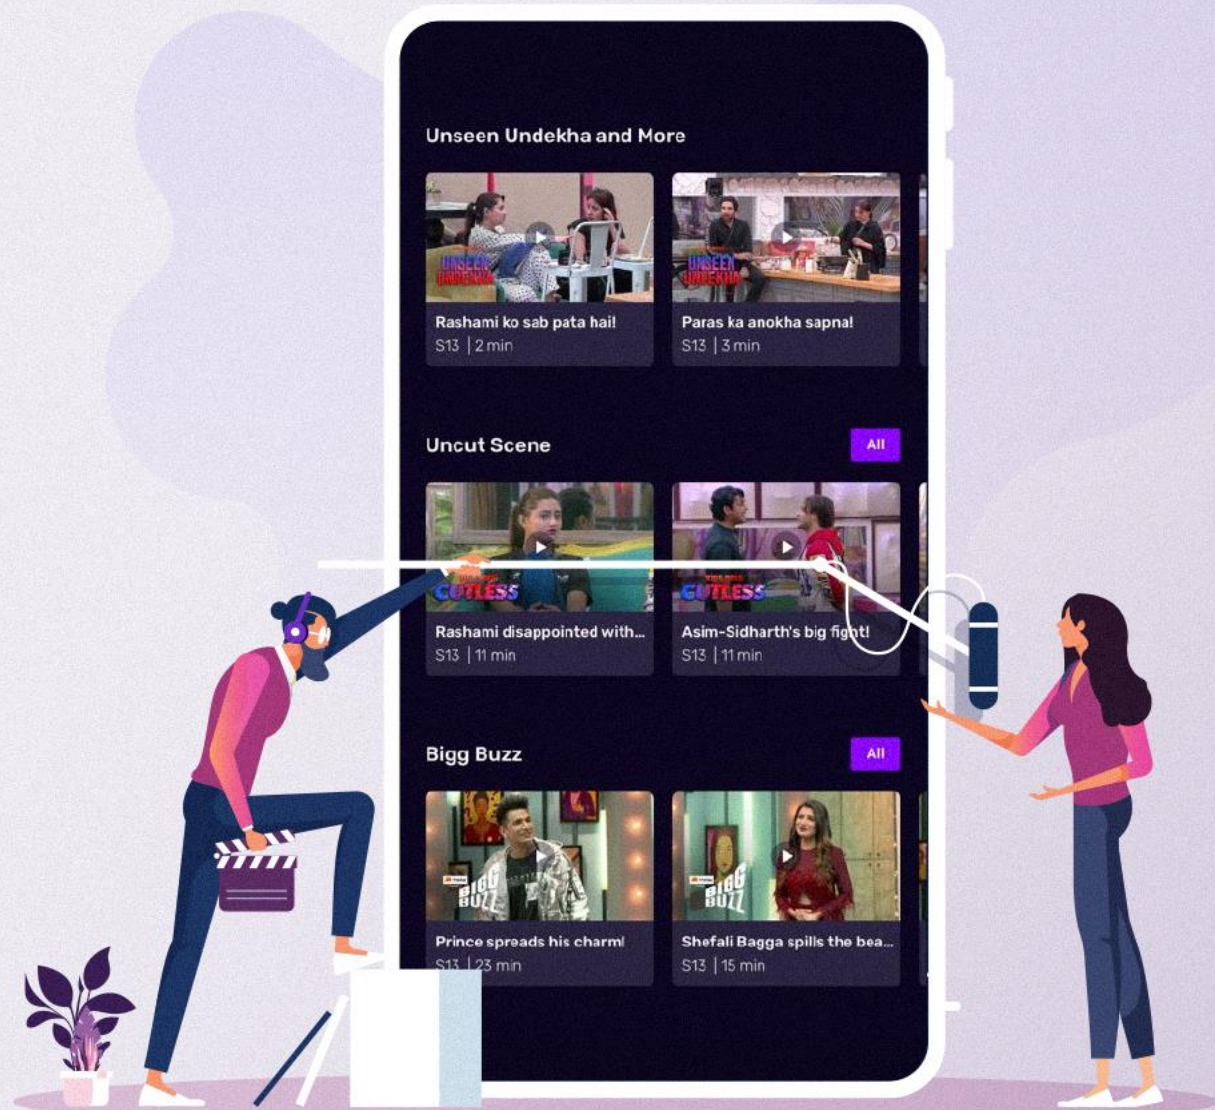 Unseen Undekha and More
UNSEEN
UNDEKHA
UNSEEN
UNDEKHA
Rashami ko sab pata hai!
Paras ka anokha sapna!
S13 | 2 min
S13 | 3 min
Uncut Scene
All
CUTLESS
CUTLESS
Rashami disappointed with...
Asim-Sidharth's big fight!
S13 | 11 min
S13 | 11 min
Bigg Buzz
All
BIGG
BUZZ
BIGG
BUZZ
Prince spreads his charm!
Shefali Bagga spills the bea...
S13 | 23 min
S13 | 15 min